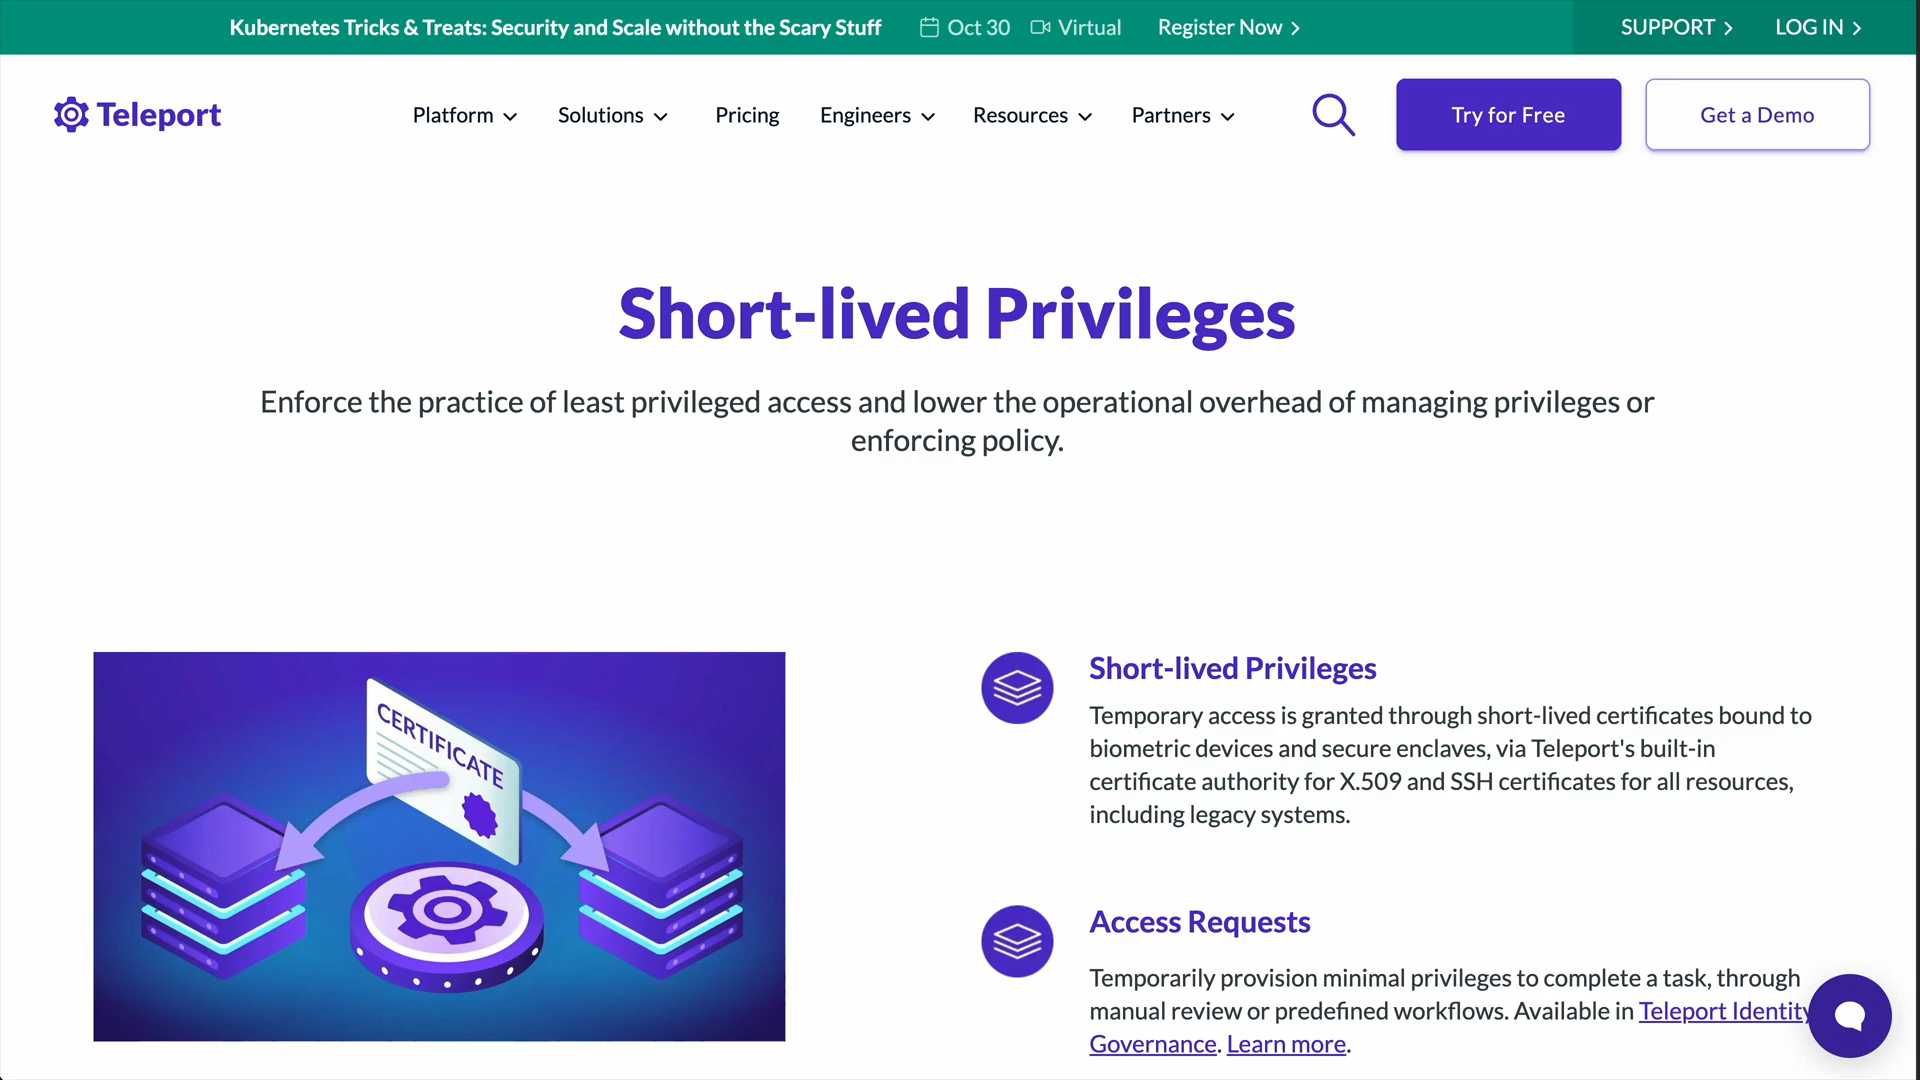 Kubernetes Tricks & Treats: Security and Scale without the Scary Stuff Oct 30 Virtual Register Now SUPPORT LOG IN
Teleport Platform Solutions Pricing Engineers Resources Partners Try for Free Get a Demo
Short-lived Privileges
Enforce the practice of least privileged access and lower the operational overhead of managing privileges or
enforcing policy.
CERTIFICATE
Short-lived Privileges
Temporary access is granted through short-lived certificates bound to
biometric devices and secure enclaves, via Teleport's built-in
certificate authority for X.509 and SSH certificates for all resources,
including legacy systems.
Access Requests
Temporarily provision minimal privileges to complete a task, through
manual review or predefined workflows. Available in Teleport Identity
Governance. Learn more.